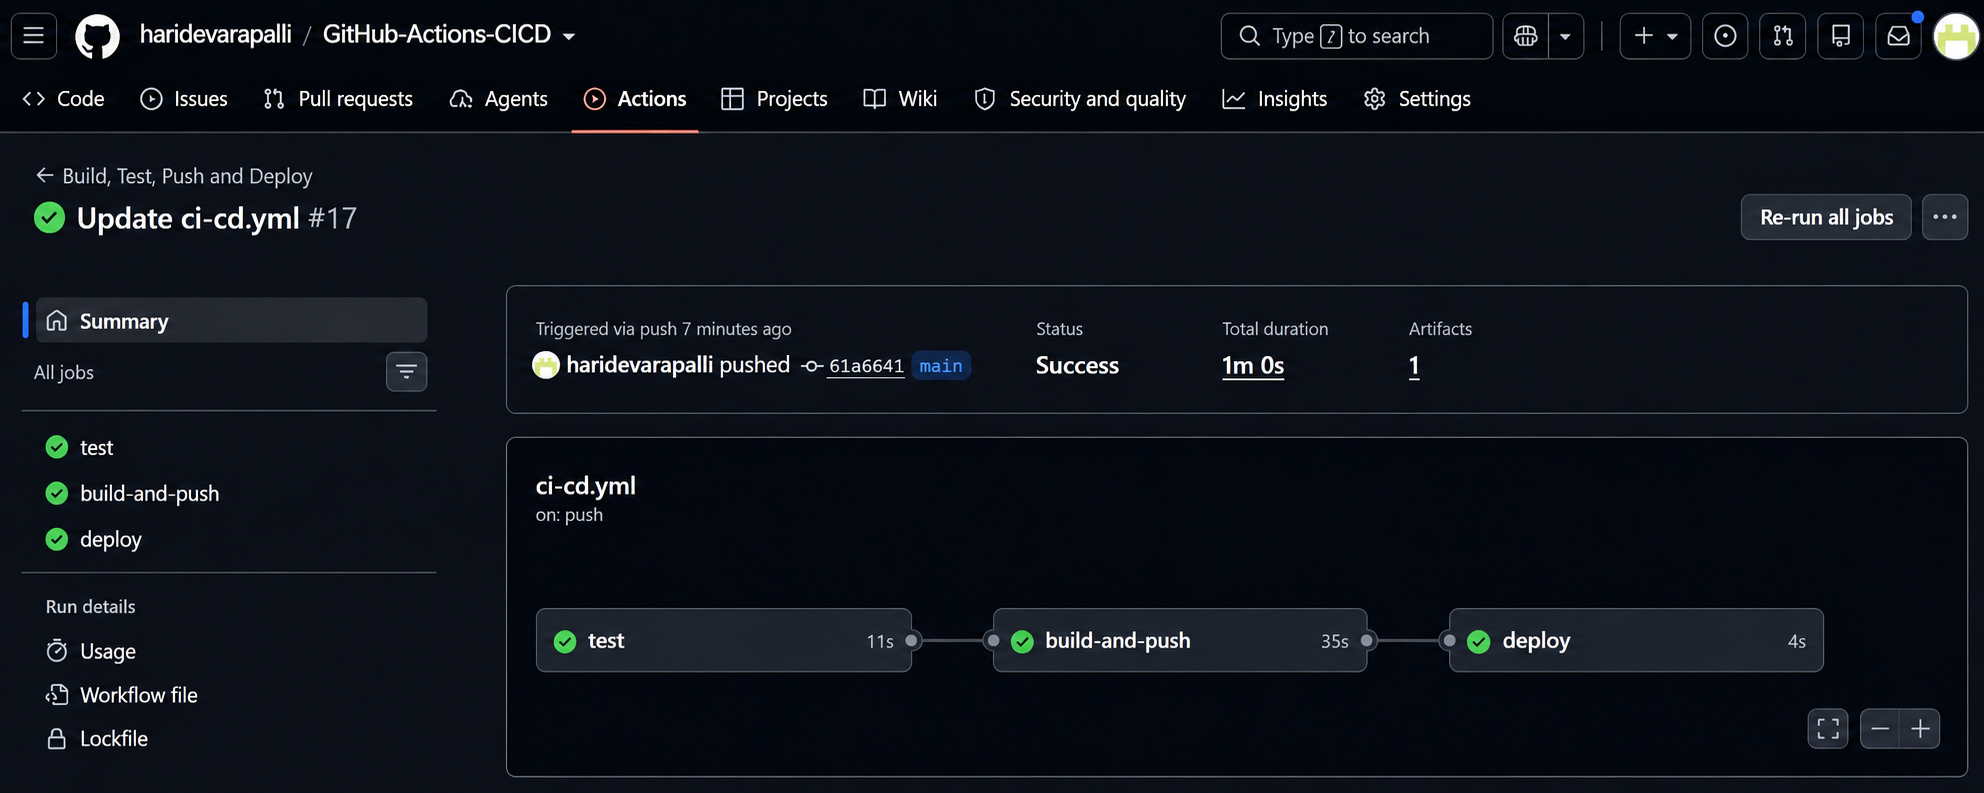 haridevarapalli / GitHub-Actions-CICD
Type / to search
Code Issues Pull requests Agents Actions Projects Wiki Security and quality Insights Settings
Build, Test, Push and Deploy
Update ci-cd.yml #17
Re-run all jobs
Summary
All jobs
test
build-and-push
deploy
Run details
Usage
Workflow file
Lockfile
Triggered via push 7 minutes ago
haridevarapalli pushed 61a6641 main
Status
Success
Total duration
1m 0s
Artifacts
1
ci-cd.yml
on: push
test 11s
build-and-push 35s
deploy 4s